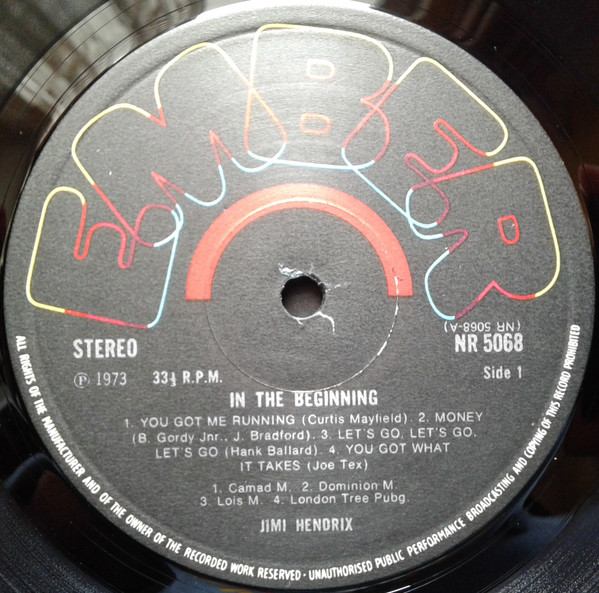 EMBER
STEREO
(NR 5068-A)
NR 5068
Ⓟ 1973
33⅓ R.P.M.
Side 1
IN THE BEGINNING
1. YOU GOT ME RUNNING (Curtis Mayfield). 2. MONEY
(B. Gordy Jnr., J. Bradford). 3. LET'S GO, LET'S GO,
LET'S GO (Hank Ballard). 4. YOU GOT WHAT
IT TAKES (Joe Tex)
1. Camad M. 2. Dominion M.
3. Lois M. 4. London Tree Pubg.
JIMI HENDRIX
ALL RIGHTS OF THE MANUFACTURER AND OF THE OWNER OF THE RECORDED WORK RESERVED · UNAUTHORISED PUBLIC PERFORMANCE BROADCASTING AND COPYING OF THIS RECORD PROHIBITED